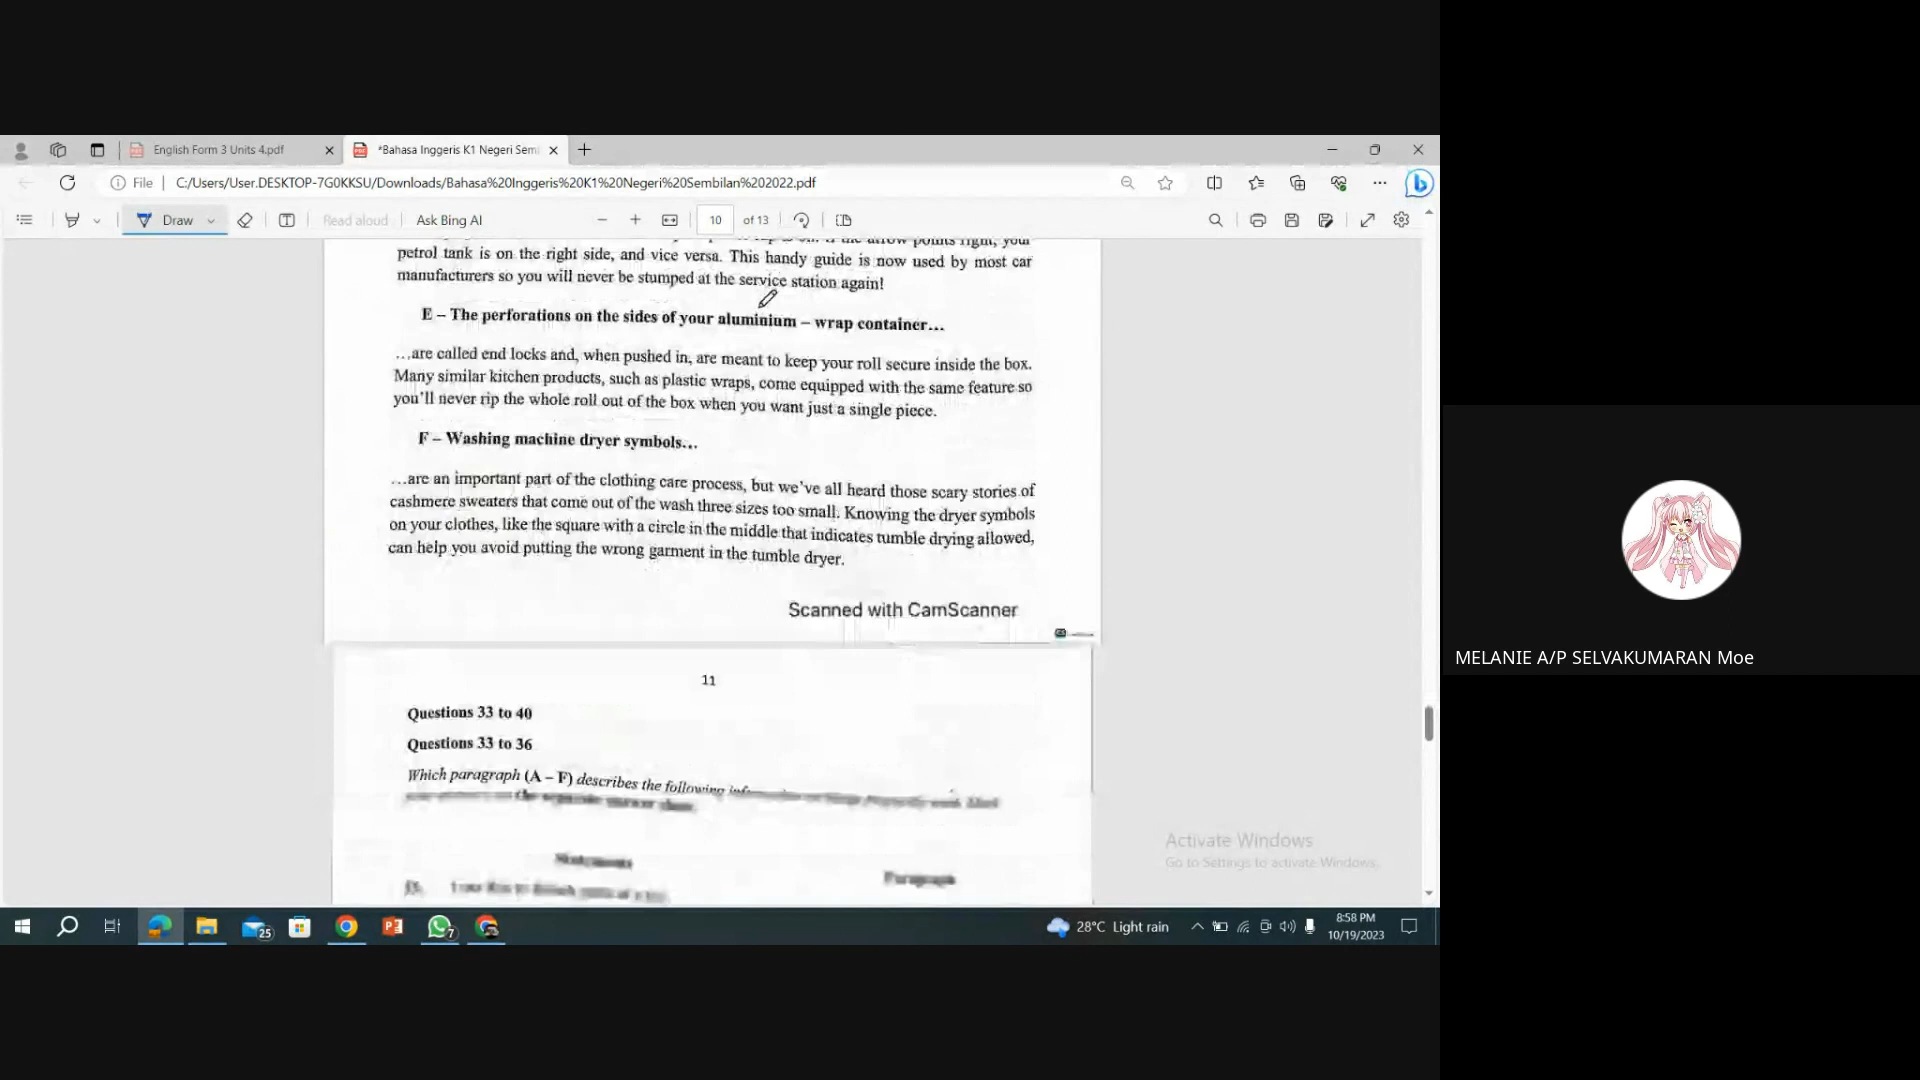 English Form 3 Units 4.pdf
*Bahasa Inggeris K1 Negeri Sem
File
C:/Users/User.DESKTOP-7G0KKSU/Downloads/Bahasa%20Inggeris%20K1%20Negeri%20Sembilan%202022.pdf
Draw
Read aloud
Ask Bing AI
10
of 13
the arrow points right, your
petrol tank is on the right side, and vice versa. This handy guide is now used by most car
manufacturers so you will never be stumped at the service station again!
E – The perforations on the sides of your aluminium – wrap container...
...are called end locks and, when pushed in, are meant to keep your roll secure inside the box.
Many similar kitchen products, such as plastic wraps, come equipped with the same feature so
you'll never rip the whole roll out of the box when you want just a single piece.
F – Washing machine dryer symbols...
...are an important part of the clothing care process, but we've all heard those scary stories of
cashmere sweaters that come out of the wash three sizes too small. Knowing the dryer symbols
on your clothes, like the square with a circle in the middle that indicates tumble drying allowed,
can help you avoid putting the wrong garment in the tumble dryer.
Scanned with CamScanner
11
Questions 33 to 40
Questions 33 to 36
Which paragraph (A – F) describes the following
Statements
Paragraph
Activate Windows
Go to Settings to activate Windows.
MELANIE A/P SELVAKUMARAN Moe
25
7
28°C Light rain
8:58 PM
10/19/2023